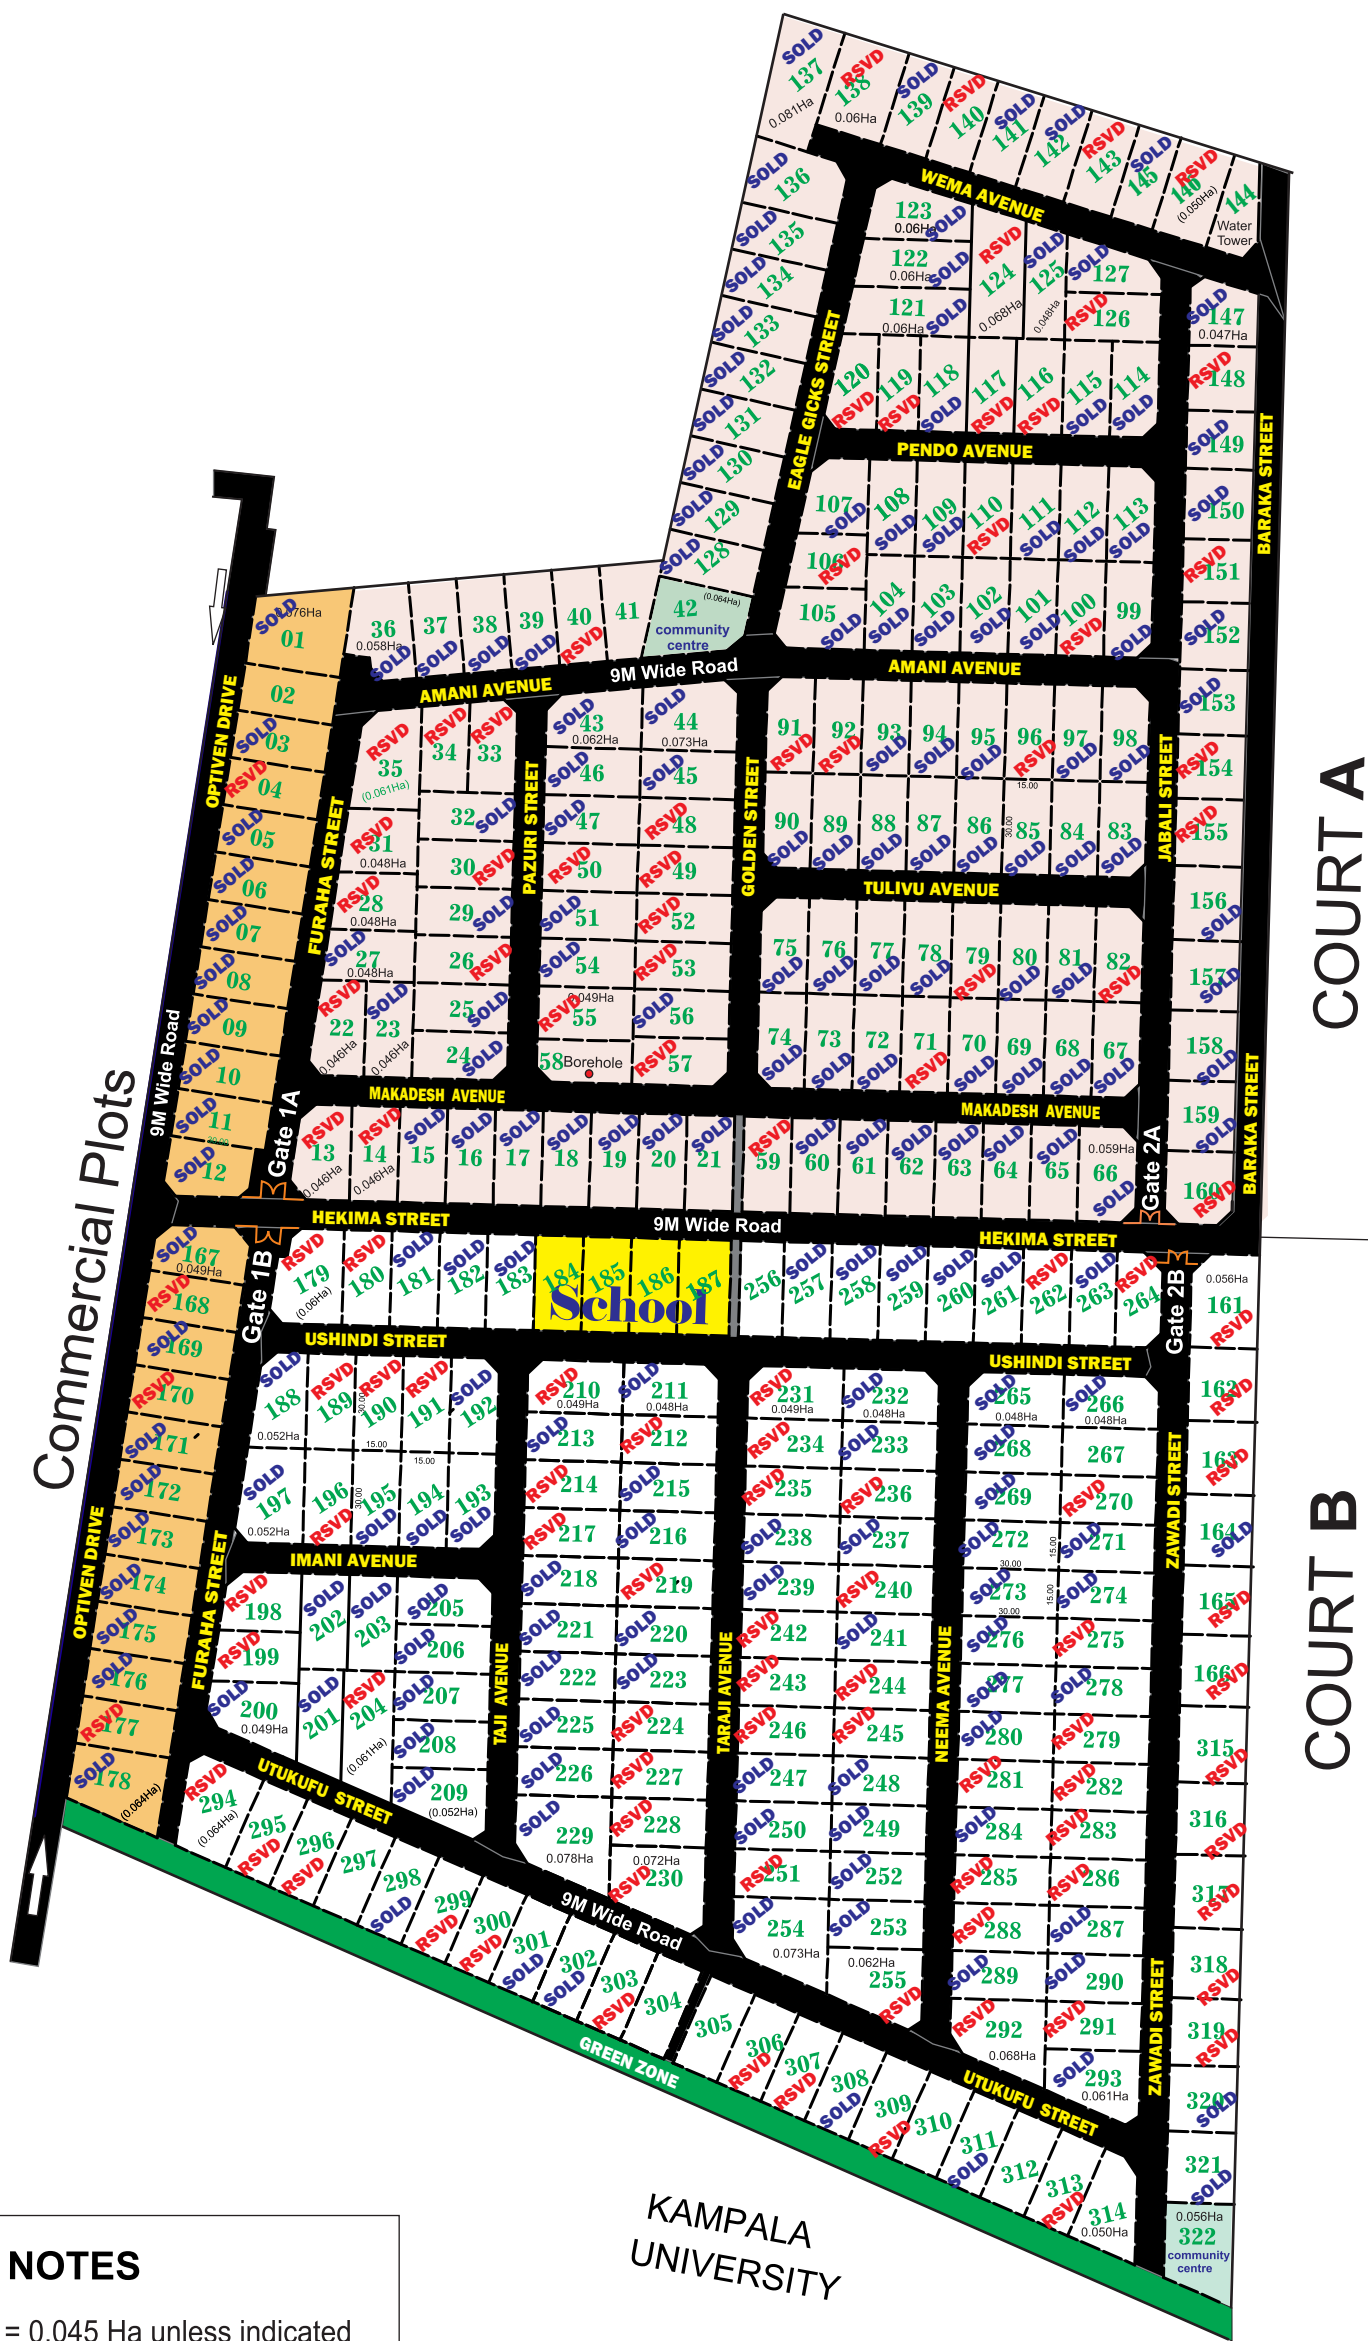 SOLD
137
0.081Ha
RSVD
138
0.06Ha
SOLD
139
RSVD
140
SOLD
141
SOLD
142
RSVD
143
SOLD
145
RSVD
146
(0.050Ha)
144
Water
Tower
WEMA AVENUE
SOLD
136
SOLD
135
SOLD
134
SOLD
133
SOLD
132
SOLD
131
SOLD
130
SOLD
129
SOLD
128
EAGLE GICKS STREET
123
0.06Ha
SOLD
122
0.06Ha
SOLD
121
0.06Ha
SOLD
RSVD
124
0.068Ha
SOLD
125
0.048Ha
SOLD
127
RSVD
126
120
RSVD
119
RSVD
118
SOLD
117
RSVD
116
RSVD
115
SOLD
114
SOLD
PENDO AVENUE
SOLD
147
0.047Ha
RSVD
148
SOLD
149
SOLD
150
RSVD
151
SOLD
152
SOLD
153
RSVD
154
RSVD
155
156
SOLD
157
SOLD
158
SOLD
159
SOLD
160
RSVD
BARAKA STREET
BARAKA STREET
JABALI STREET
107
SOLD
108
SOLD
109
SOLD
110
RSVD
111
SOLD
112
SOLD
113
SOLD
106
RSVD
105
SOLD
104
SOLD
103
SOLD
102
SOLD
101
SOLD
100
RSVD
99
SOLD
AMANI AVENUE
9M Wide Road
AMANI AVENUE
SOLD
0.076Ha
01
02
SOLD
03
RSVD
04
SOLD
05
SOLD
06
SOLD
07
SOLD
08
SOLD
09
SOLD
10
SOLD
11
30.00
SOLD
12
OPTIVEN DRIVE
9M Wide Road
FURAHA STREET
Gate 1A
36
0.058Ha
SOLD
37
SOLD
38
SOLD
39
SOLD
40
RSVD
41
42
(0.064Ha)
community
centre
RSVD
35
(0.061Ha)
RSVD
34
RSVD
33
32
SOLD
RSVD
31
0.048Ha
30
RSVD
RSVD
28
0.048Ha
29
SOLD
SOLD
27
0.048Ha
26
RSVD
RSVD
22
0.046Ha
SOLD
23
0.046Ha
25
SOLD
24
SOLD
PAZURI STREET
SOLD
43
0.062Ha
SOLD
44
0.073Ha
SOLD
46
SOLD
45
SOLD
47
RSVD
48
RSVD
50
RSVD
49
SOLD
51
RSVD
52
SOLD
54
RSVD
53
0.049Ha
RSVD
55
SOLD
56
58
Borehole
RSVD
57
GOLDEN STREET
91
RSVD
92
RSVD
93
SOLD
94
SOLD
95
SOLD
96
RSVD
97
SOLD
98
SOLD
15.00
30.00
90
SOLD
89
SOLD
88
SOLD
87
SOLD
86
SOLD
85
SOLD
84
SOLD
83
SOLD
TULIVU AVENUE
75
SOLD
76
SOLD
77
SOLD
78
SOLD
79
RSVD
80
SOLD
81
SOLD
82
RSVD
74
SOLD
73
SOLD
72
SOLD
71
RSVD
70
SOLD
69
SOLD
68
SOLD
67
SOLD
MAKADESH AVENUE
MAKADESH AVENUE
RSVD
13
0.046Ha
RSVD
14
0.046Ha
SOLD
15
SOLD
16
SOLD
17
SOLD
18
SOLD
19
SOLD
20
SOLD
21
RSVD
59
SOLD
60
SOLD
61
SOLD
62
SOLD
63
SOLD
64
SOLD
65
0.059Ha
66
SOLD
Gate 2A
HEKIMA STREET
9M Wide Road
HEKIMA STREET
COURT A
COURT B
Commercial Plots
SOLD
167
0.049Ha
RSVD
168
SOLD
169
RSVD
170
SOLD
171
SOLD
172
SOLD
173
SOLD
174
SOLD
175
SOLD
176
RSVD
177
SOLD
178
(0.064Ha)
OPTIVEN DRIVE
FURAHA STREET
Gate 1B
RSVD
179
(0.06Ha)
RSVD
180
SOLD
181
SOLD
182
SOLD
183
184
185
186
187
School
256
SOLD
257
SOLD
258
SOLD
259
SOLD
260
SOLD
261
RSVD
262
SOLD
263
RSVD
264
Gate 2B
USHINDI STREET
USHINDI STREET
SOLD
188
0.052Ha
RSVD
189
RSVD
190
30.00
15.00
RSVD
191
15.00
SOLD
192
SOLD
197
0.052Ha
196
RSVD
30.00
195
SOLD
194
SOLD
193
SOLD
IMANI AVENUE
RSVD
198
RSVD
199
SOLD
200
0.049Ha
SOLD
202
SOLD
203
SOLD
201
RSVD
204
(0.061Ha)
SOLD
205
SOLD
206
SOLD
207
SOLD
208
SOLD
209
(0.052Ha)
TAJI AVENUE
RSVD
210
0.049Ha
SOLD
211
0.048Ha
SOLD
213
RSVD
212
RSVD
214
SOLD
215
RSVD
217
SOLD
216
SOLD
218
RSVD
219
SOLD
221
SOLD
220
SOLD
222
SOLD
223
SOLD
225
RSVD
224
SOLD
226
RSVD
227
SOLD
229
0.078Ha
RSVD
228
0.072Ha
RSVD
230
TARAJI AVENUE
RSVD
231
0.049Ha
SOLD
232
0.048Ha
RSVD
234
SOLD
233
RSVD
235
RSVD
236
SOLD
238
SOLD
237
SOLD
239
RSVD
240
RSVD
242
SOLD
241
RSVD
243
RSVD
244
RSVD
246
RSVD
245
SOLD
247
SOLD
248
SOLD
250
SOLD
249
RSVD
251
SOLD
252
SOLD
254
0.073Ha
SOLD
253
0.062Ha
255
RSVD
NEEMA AVENUE
SOLD
265
0.048Ha
SOLD
266
0.048Ha
SOLD
268
267
SOLD
269
RSVD
270
SOLD
272
30.00
15.00
SOLD
271
SOLD
273
30.00
15.00
SOLD
274
SOLD
276
RSVD
275
SOLD
277
SOLD
278
SOLD
280
RSVD
279
RSVD
281
RSVD
282
SOLD
284
RSVD
283
RSVD
285
RSVD
286
RSVD
288
SOLD
287
SOLD
289
SOLD
290
RSVD
292
0.068Ha
RSVD
291
SOLD
293
0.061Ha
ZAWADI STREET
ZAWADI STREET
0.056Ha
161
RSVD
162
RSVD
163
RSVD
164
SOLD
165
RSVD
166
RSVD
315
RSVD
316
RSVD
317
RSVD
318
RSVD
319
RSVD
320
SOLD
321
SOLD
0.056Ha
322
community
centre
UTUKUFU STREET
9M Wide Road
UTUKUFU STREET
RSVD
294
(0.064Ha)
295
RSVD
296
RSVD
297
298
SOLD
299
RSVD
300
RSVD
301
SOLD
302
SOLD
303
RSVD
304
305
306
RSVD
307
RSVD
308
SOLD
309
RSVD
310
311
SOLD
312
313
RSVD
314
0.050Ha
GREEN ZONE
KAMPALA
UNIVERSITY
NOTES
= 0.045 Ha unless indicated